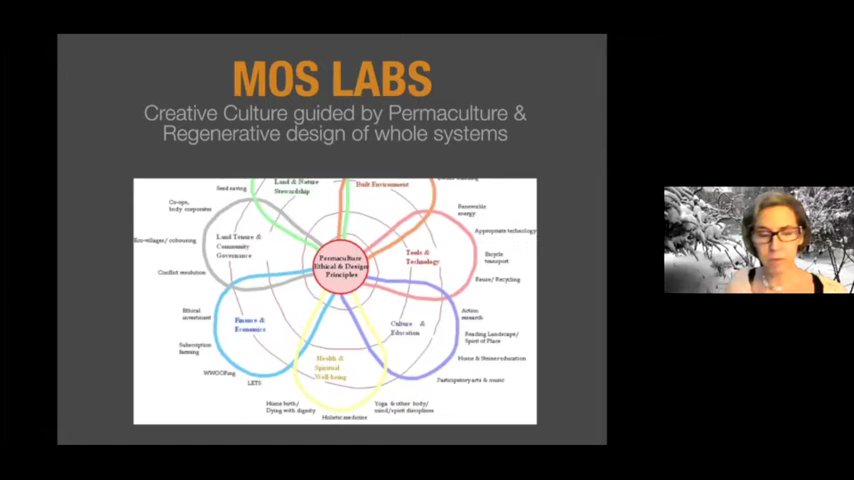 MOS LABS
Creative Culture guided by Permaculture &
Regenerative design of whole systems
Seed saving
Land & Nature
Stewardship
Built Environment
Co-ops,
body corporates
Renewable
energy
Appropriate technology
Land Tenure &
Community
Governance
Eco-villages/ cohousing
Permaculture
Ethical & Design
Principles
Tools &
Technology
Bicycle
transport
Conflict resolution
Reuse/ Recycling
Ethical
investment
Finance &
Economics
Culture &
Education
Action
research
Reading Landscape/
Spirit of Place
Subscription
farming
Health &
Spiritual
Well-being
Home & Steiner education
WWOOFing
LETS
Participatory arts & music
Home birth/
Dying with dignity
Yoga & other body/
mind/spirit disciplines
Holistic medicine